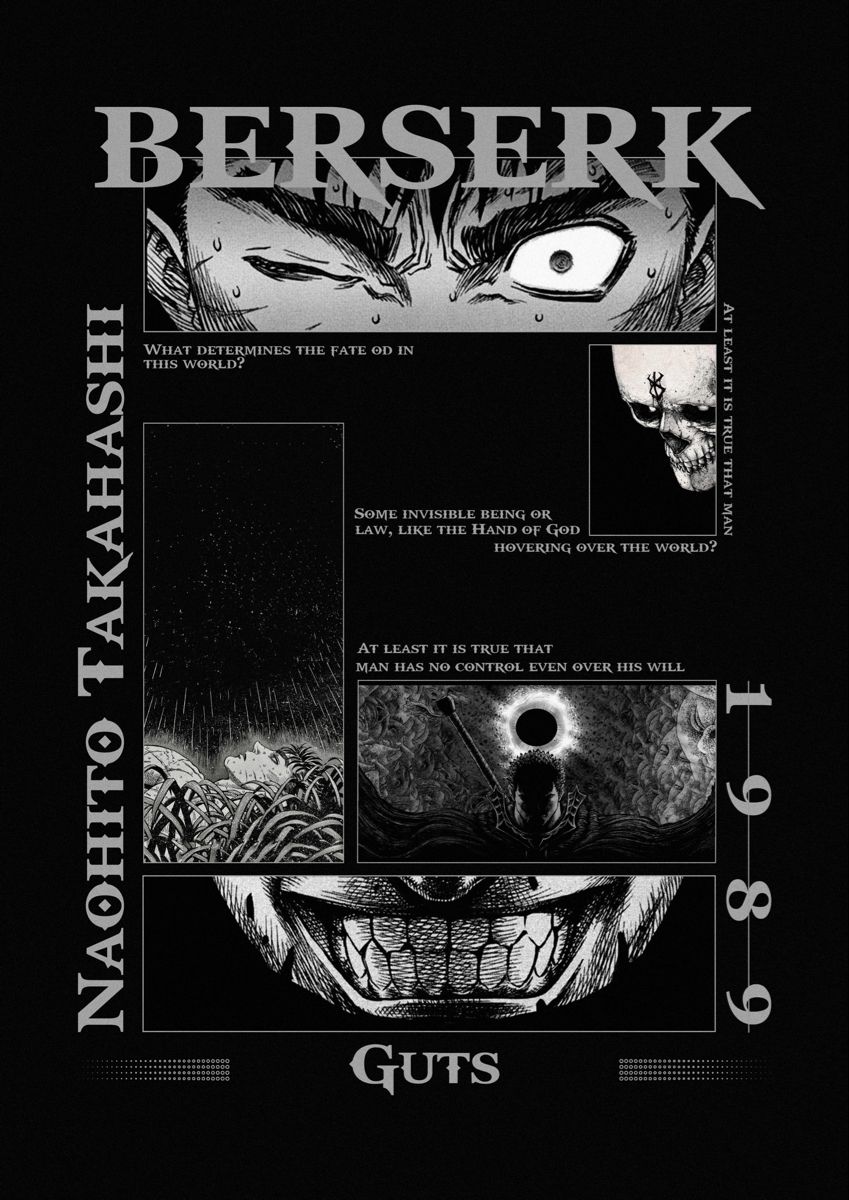 BERSERK
WHAT DETERMINES THE FATE OD IN
THIS WORLD?
AT LEAST IT IS TRUE THAT MAN
NAOHITO TAKAHASHI
SOME INVISIBLE BEING OR
LAW, LIKE THE HAND OF GOD
HOVERING OVER THE WORLD?
AT LEAST IT IS TRUE THAT
MAN HAS NO CONTROL EVEN OVER HIS WILL
1989
GUTS